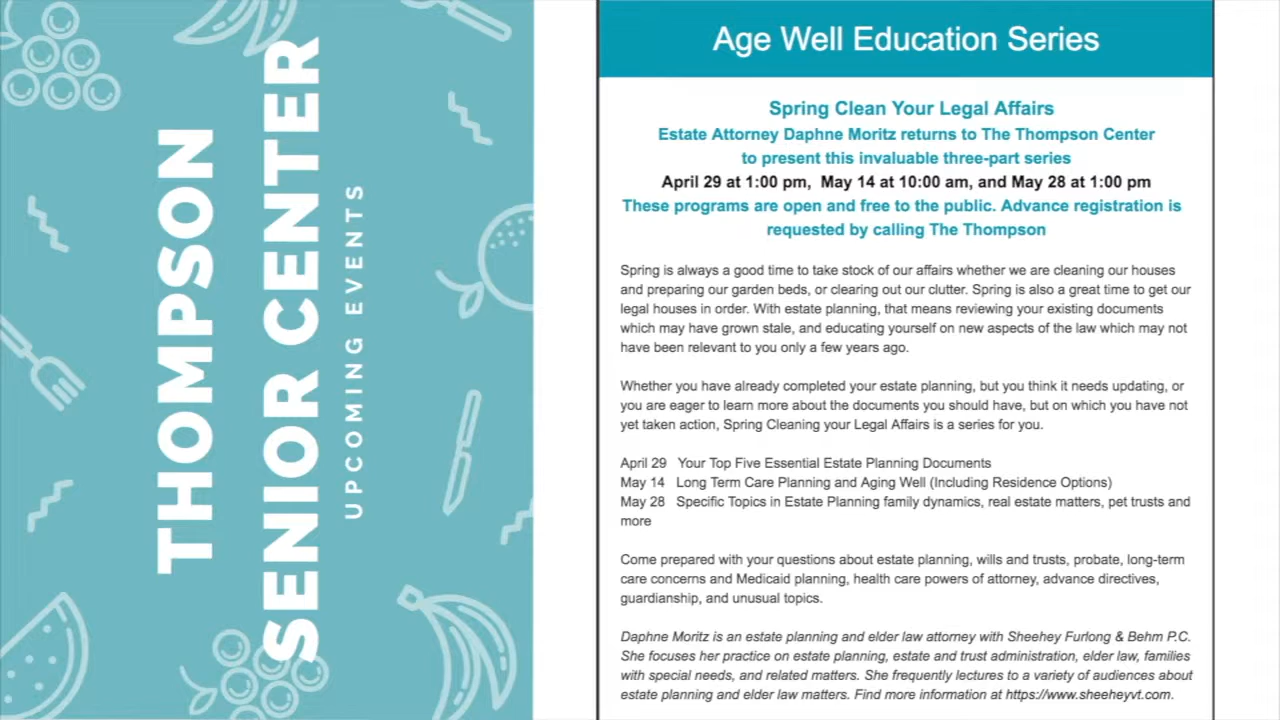 THOMPSON
SENIOR CENTER
UPCOMING EVENTS
Age Well Education Series
Spring Clean Your Legal Affairs
Estate Attorney Daphne Moritz returns to The Thompson Center
to present this invaluable three-part series
April 29 at 1:00 pm, May 14 at 10:00 am, and May 28 at 1:00 pm
These programs are open and free to the public. Advance registration is
requested by calling The Thompson
Spring is always a good time to take stock of our affairs whether we are cleaning our houses
and preparing our garden beds, or clearing out our clutter. Spring is also a great time to get our
legal houses in order. With estate planning, that means reviewing your existing documents
which may have grown stale, and educating yourself on new aspects of the law which may not
have been relevant to you only a few years ago.
Whether you have already completed your estate planning, but you think it needs updating, or
you are eager to learn more about the documents you should have, but on which you have not
yet taken action, Spring Cleaning your Legal Affairs is a series for you.
April 29 Your Top Five Essential Estate Planning Documents
May 14 Long Term Care Planning and Aging Well (Including Residence Options)
May 28 Specific Topics in Estate Planning family dynamics, real estate matters, pet trusts and
more
Come prepared with your questions about estate planning, wills and trusts, probate, long-term
care concerns and Medicaid planning, health care powers of attorney, advance directives,
guardianship, and unusual topics.
Daphne Moritz is an estate planning and elder law attorney with Sheehey Furlong & Behm P.C.
She focuses her practice on estate planning, estate and trust administration, elder law, families
with special needs, and related matters. She frequently lectures to a variety of audiences about
estate planning and elder law matters. Find more information at https://www.sheeheyvt.com.